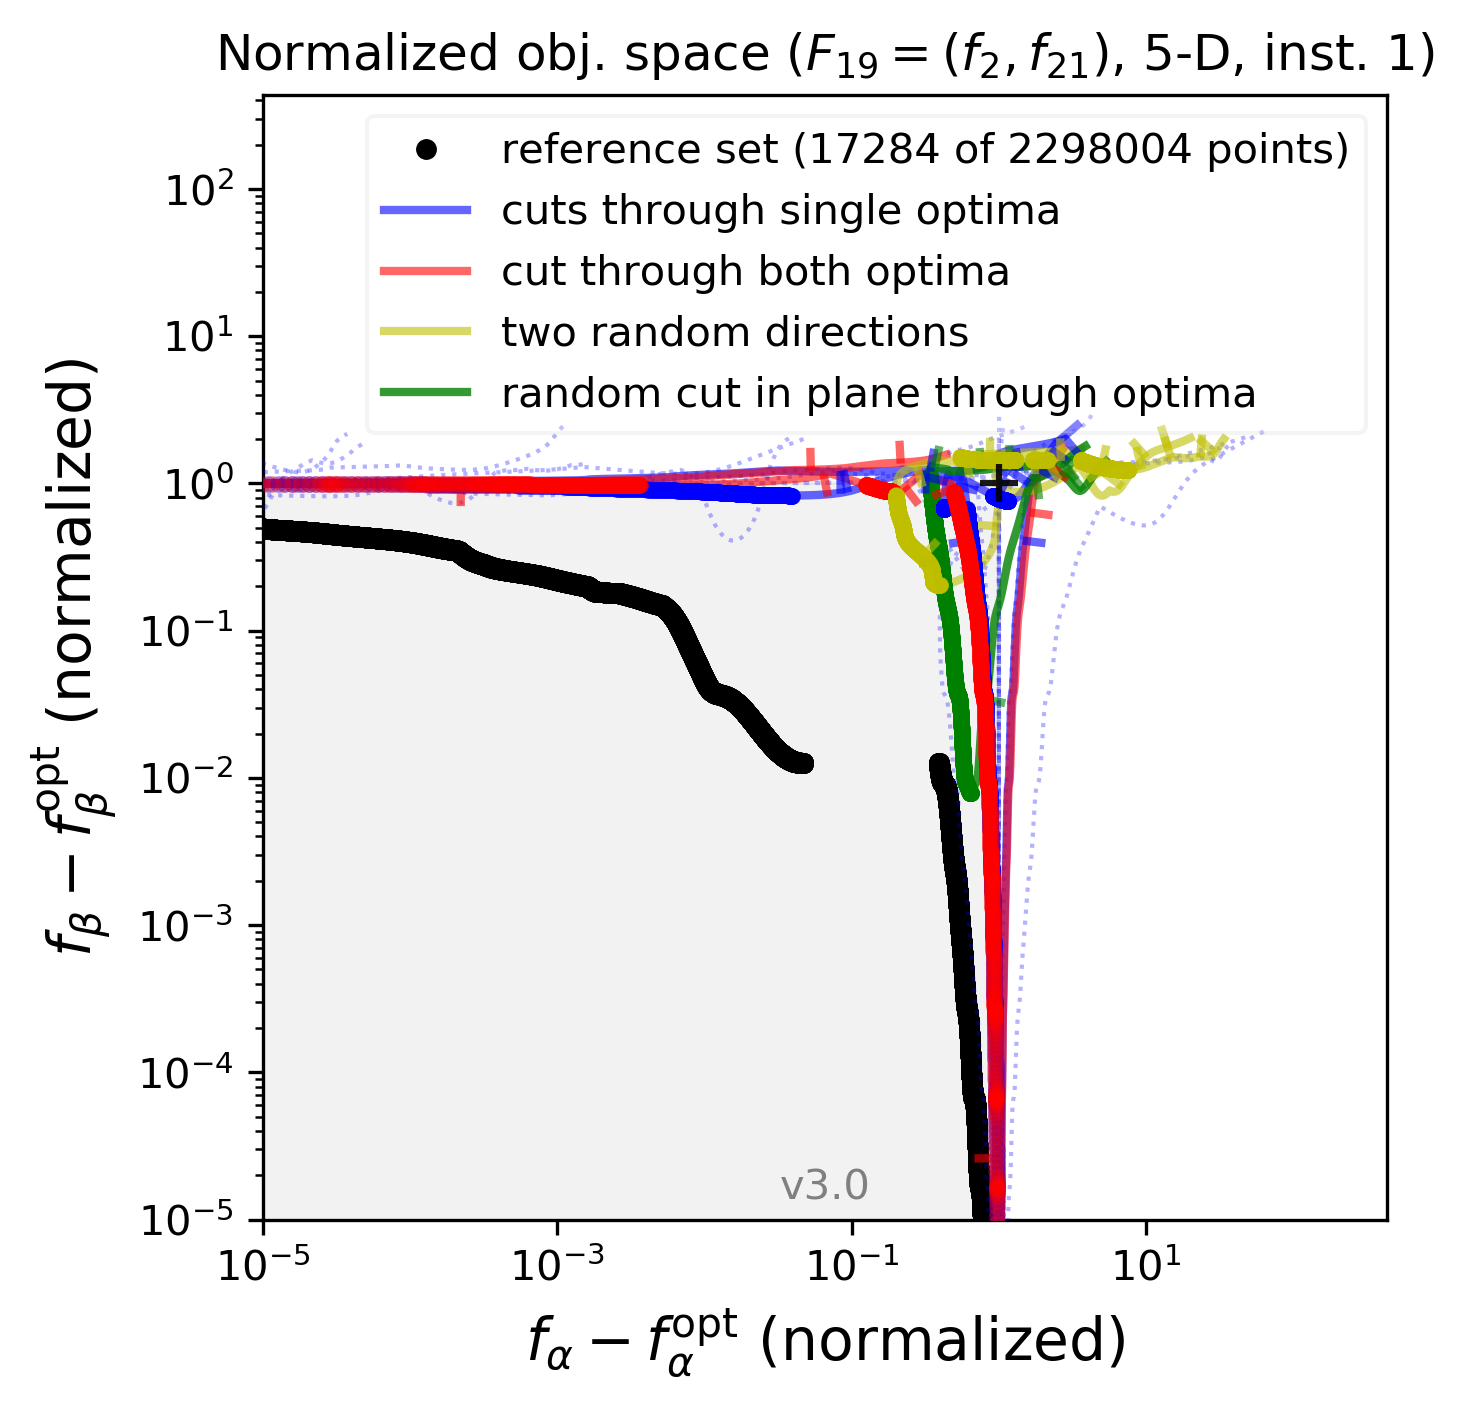 Normalized obj. space (F₁₉ = (f₂, f₂₁), 5-D, inst. 1)
reference set (17284 of 2298004 points)
cuts through single optima
cut through both optima
two random directions
random cut in plane through optima
f_β − f_β^opt (normalized)
10²
10¹
10⁰
10⁻¹
10⁻²
10⁻³
10⁻⁴
10⁻⁵
v3.0
10⁻⁵
10⁻³
10⁻¹
10¹
f_α − f_α^opt (normalized)